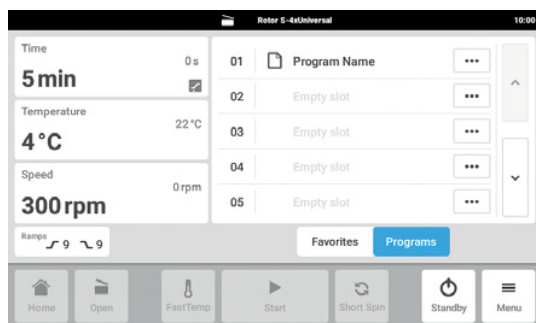 Rotor S-4xUniversal 10:00
Time
0 s
5 min
Temperature
22 °C
4 °C
Speed
0 rpm
300 rpm
Ramps 9 9
01 Program Name •••
02 Empty slot •••
03 Empty slot •••
04 Empty slot •••
05 Empty slot •••
Favorites Programs
Home Open FastTemp Start Short Spin Standby Menu